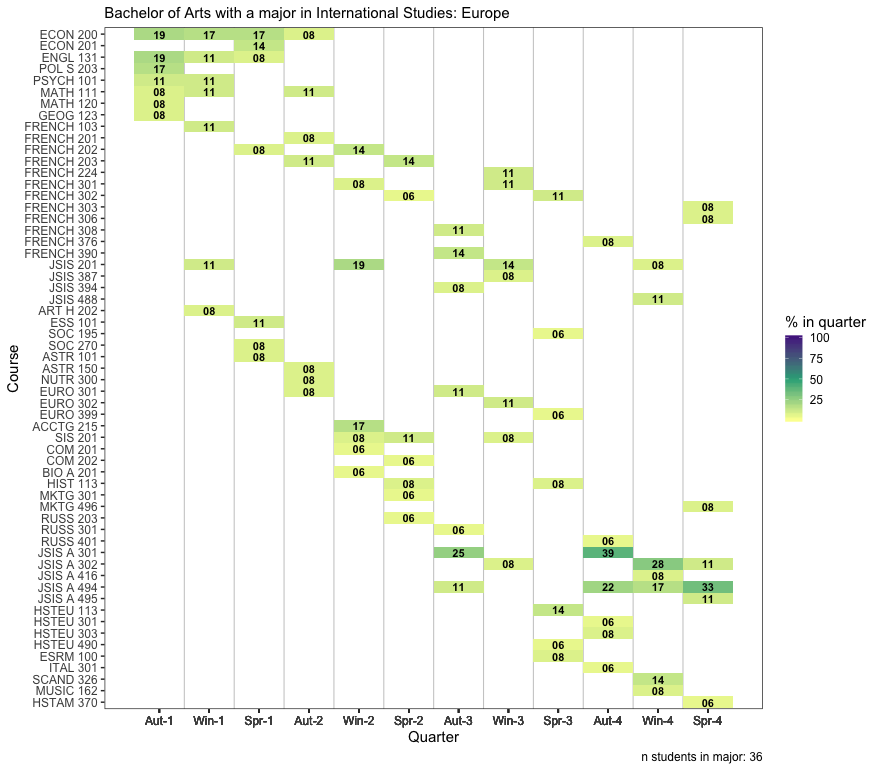 Bachelor of Arts with a major in International Studies: Europe
ECON 200 19 17 17 08
ECON 201 14
ENGL 131 19 11 08
POL S 203 17
PSYCH 101 11 11
MATH 111 08 11 11
MATH 120 08
GEOG 123 08
FRENCH 103 11
FRENCH 201 08
FRENCH 202 08 14
FRENCH 203 11 14
FRENCH 224 11
FRENCH 301 08 11
FRENCH 302 06 11
FRENCH 303 08
FRENCH 306 08
FRENCH 308 11
FRENCH 376 08
FRENCH 390 14
JSIS 201 11 19 14 08
JSIS 387 08
JSIS 394 08
JSIS 488 11
ART H 202 08
ESS 101 11
SOC 195 06
SOC 270 08
ASTR 101 08
ASTR 150 08
NUTR 300 08
EURO 301 08 11
EURO 302 11
EURO 399 06
ACCTG 215 17
SIS 201 08 11 08
COM 201 06
COM 202 06
BIO A 201 06
HIST 113 08 08
MKTG 301 06
MKTG 496 08
RUSS 203 06
RUSS 301 06
RUSS 401 06
JSIS A 301 25 39
JSIS A 302 08 28 11
JSIS A 416 08
JSIS A 494 11 22 17 33
JSIS A 495 11
HSTEU 113 14
HSTEU 301 06
HSTEU 303 08
HSTEU 490 06
ESRM 100 08
ITAL 301 06
SCAND 326 14
MUSIC 162 08
HSTAM 370 06
Aut-1 Win-1 Spr-1 Aut-2 Win-2 Spr-2 Aut-3 Win-3 Spr-3 Aut-4 Win-4 Spr-4
Quarter
Course
% in quarter
100
75
50
25
n students in major: 36